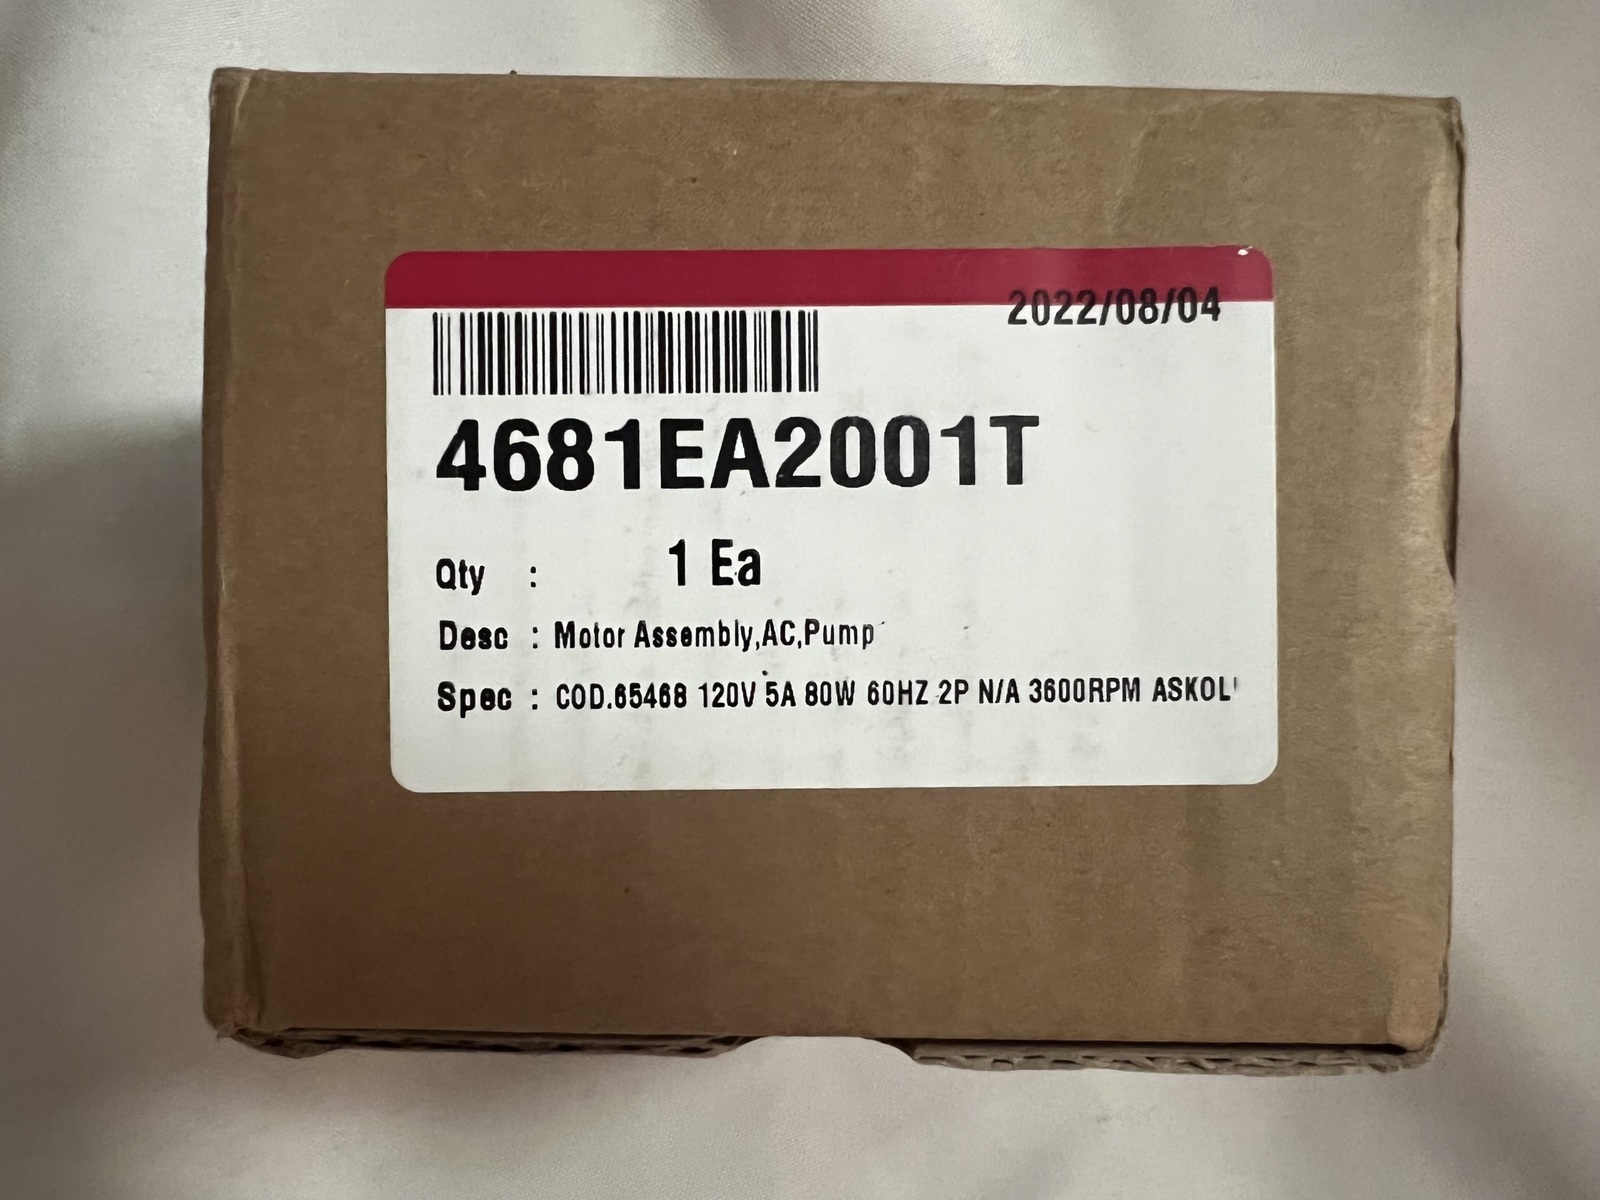 2022/08/04
4681EA2001T
Qty : 1 Ea
Desc : Motor Assembly,AC,Pump
Spec : COD.65468 120V 5A 80W 60HZ 2P N/A 3600RPM ASKOL